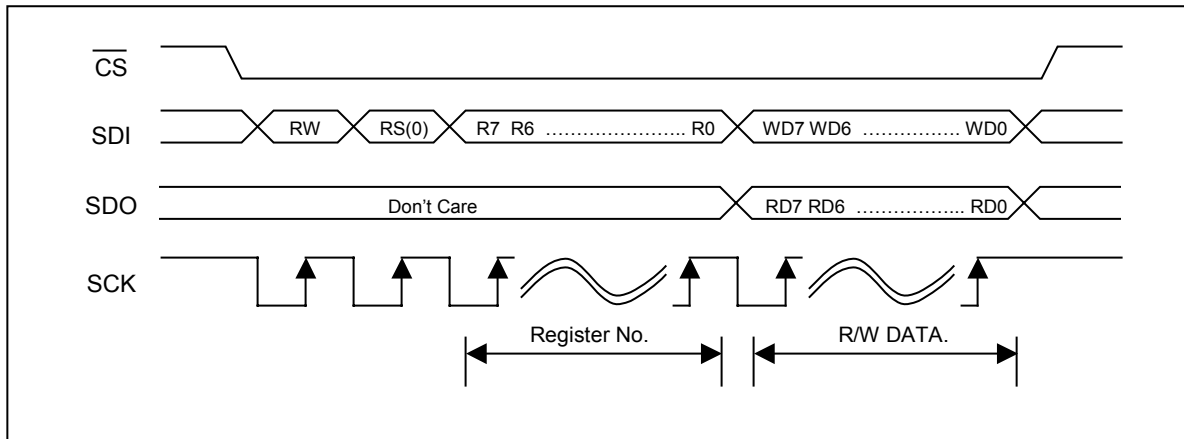 CS
SDI RW RS(0) R7 R6 ........................ R0 WD7 WD6 ................. WD0
SDO Don't Care RD7 RD6 ................... RD0
SCK
Register No. R/W DATA.